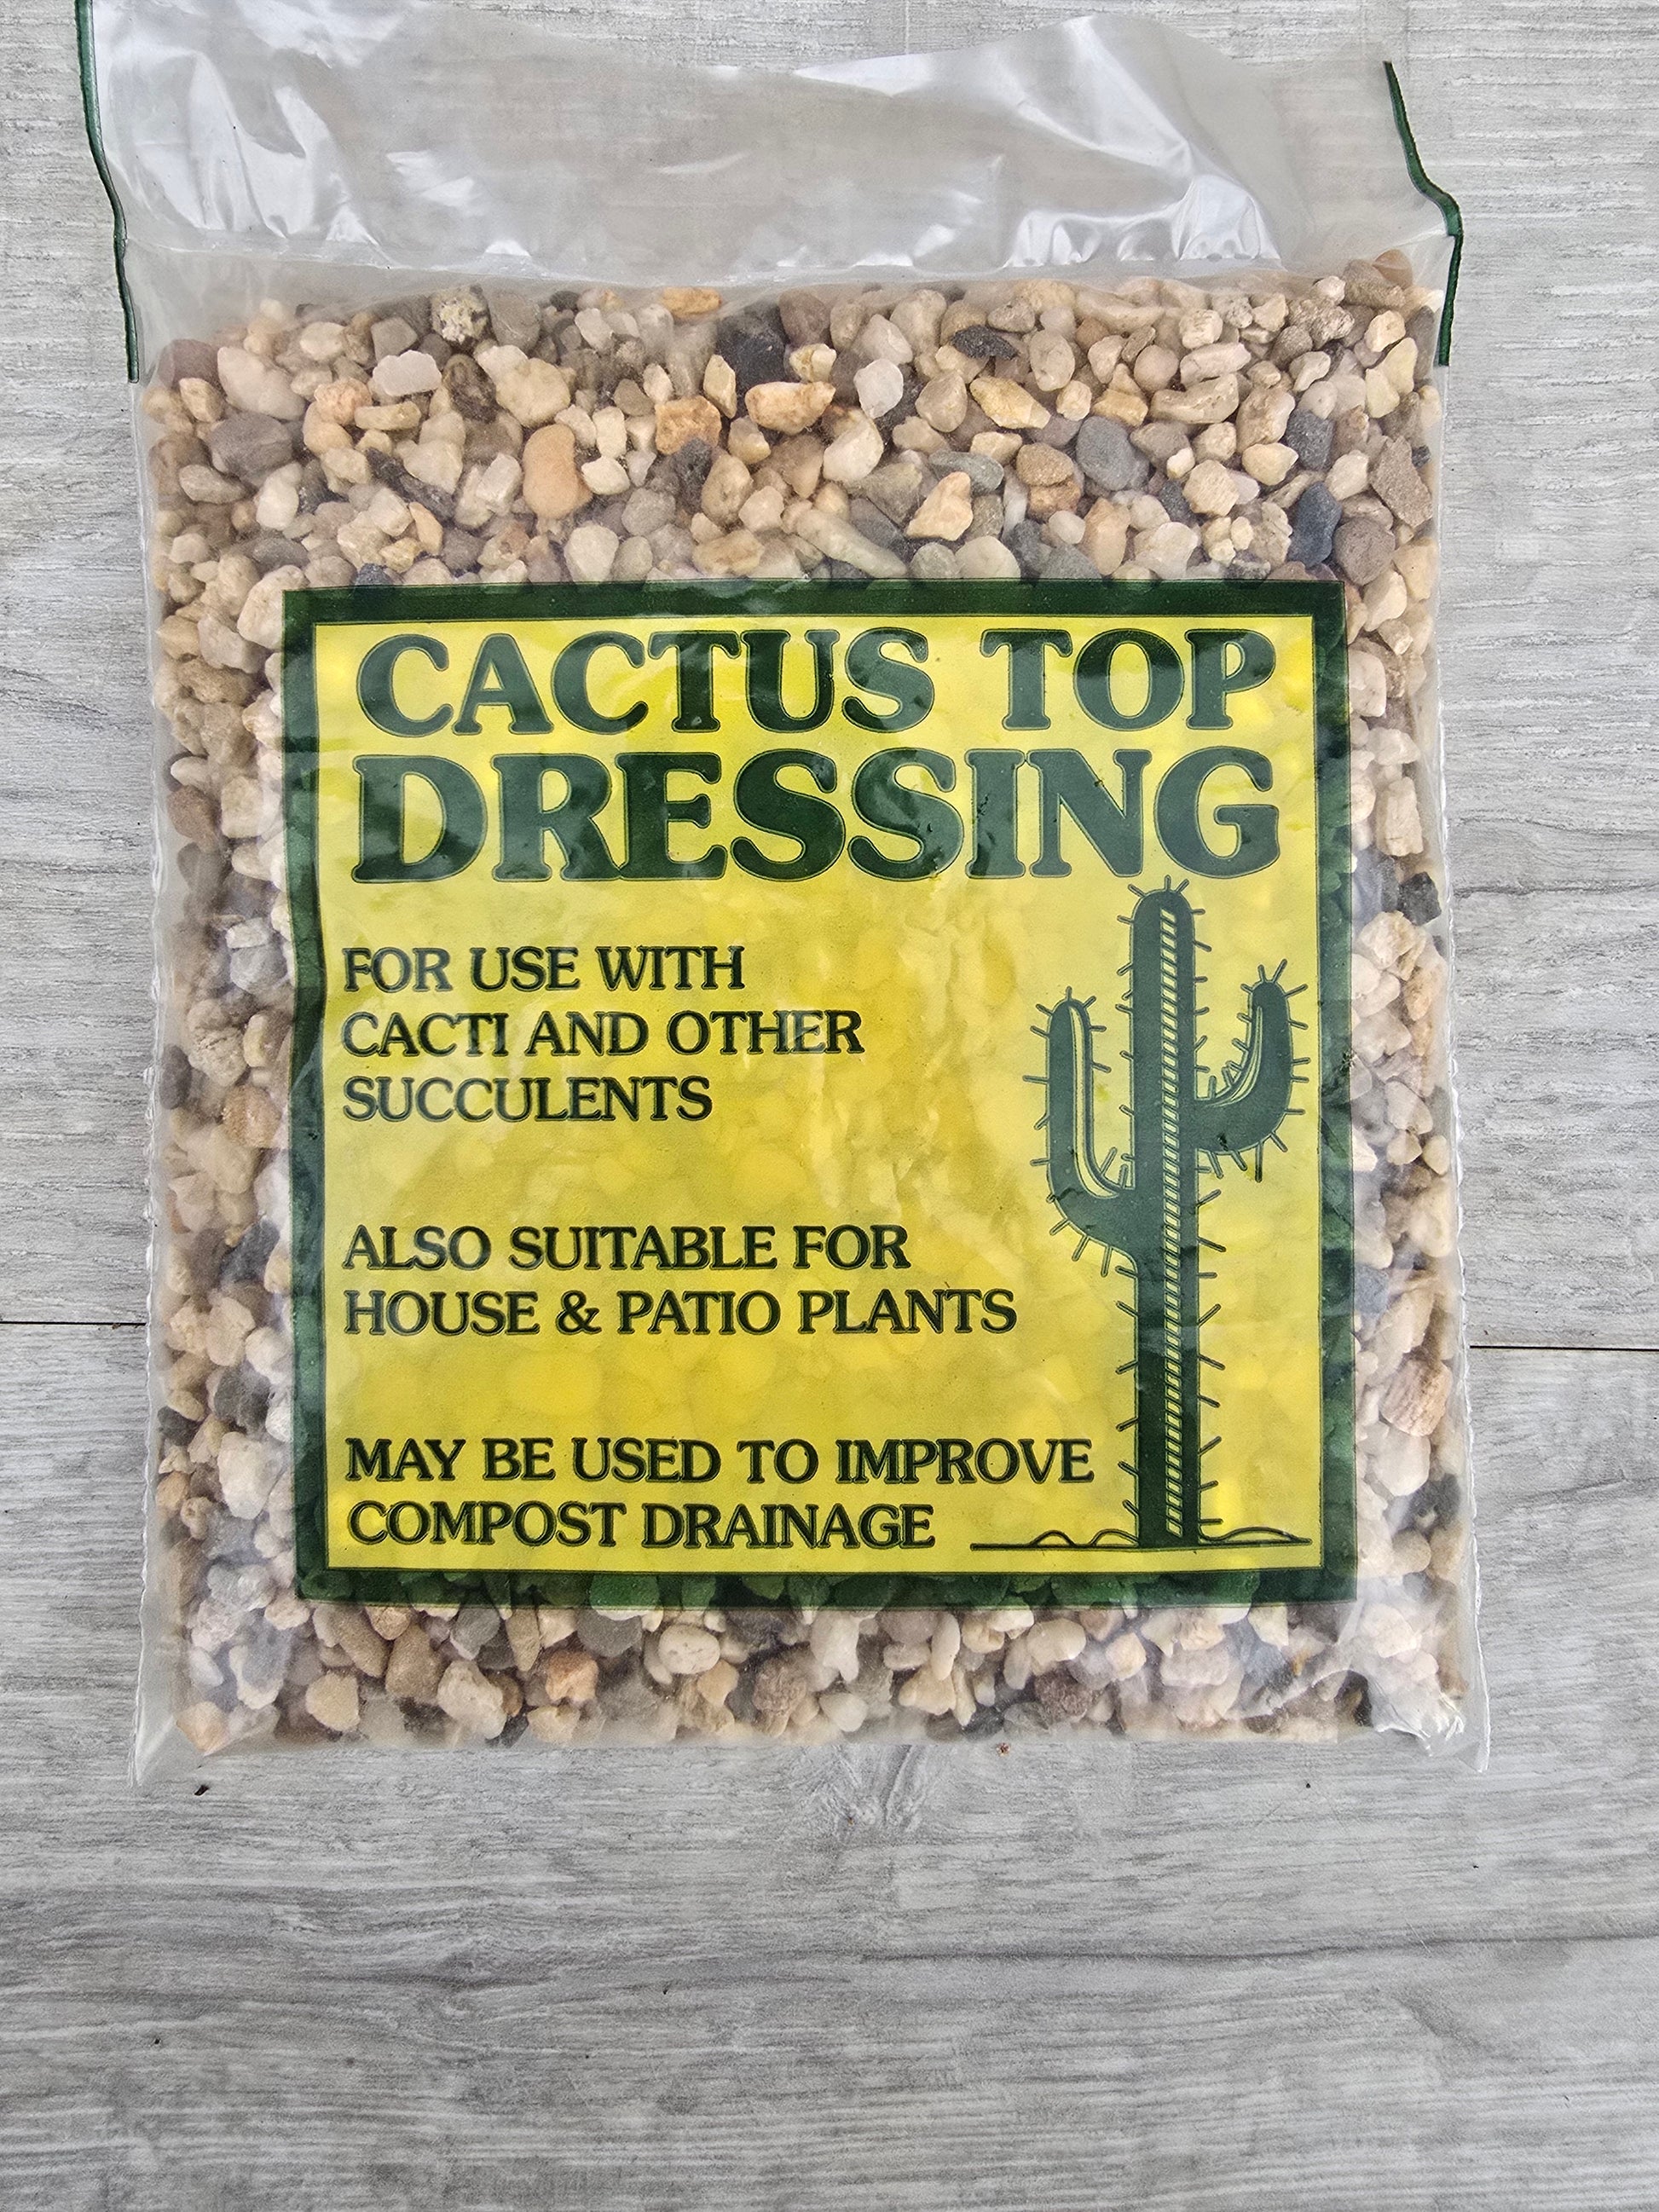 CACTUS TOP
DRESSING
FOR USE WITH
CACTI AND OTHER
SUCCULENTS
ALSO SUITABLE FOR
HOUSE & PATIO PLANTS
MAY BE USED TO IMPROVE
COMPOST DRAINAGE